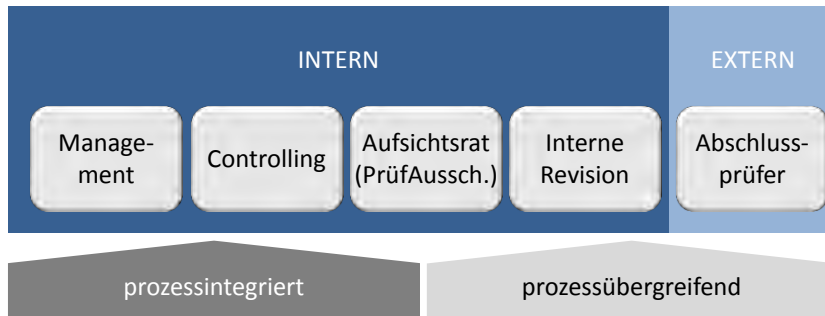 INTERN
EXTERN
Manage-
ment
Controlling
Aufsichtsrat
(PrüfAussch.)
Interne
Revision
Abschluss-
prüfer
prozessintegriert
prozessübergreifend